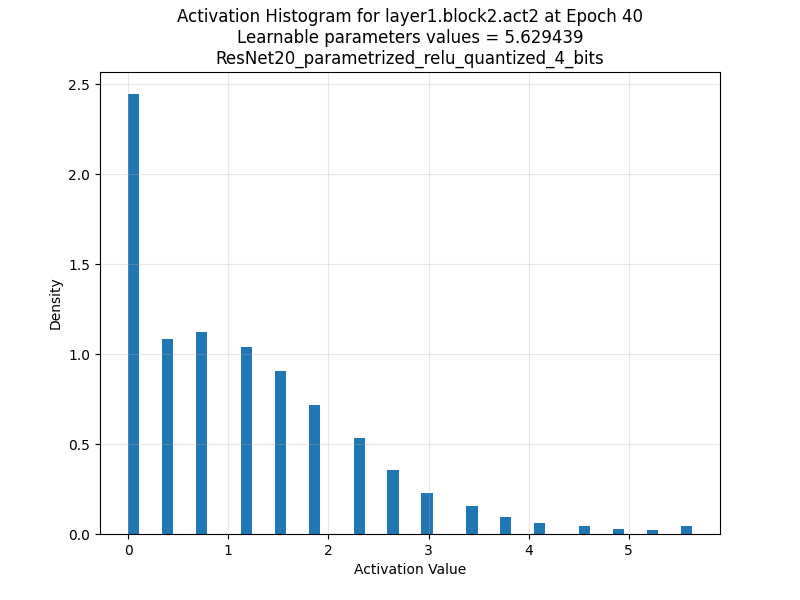 Activation Histogram for layer1.block2.act2 at Epoch 40
Learnable parameters values = 5.629439
ResNet20_parametrized_relu_quantized_4_bits
2.5
2.0
1.5
1.0
0.5
0.0
Density
0 1 2 3 4 5
Activation Value